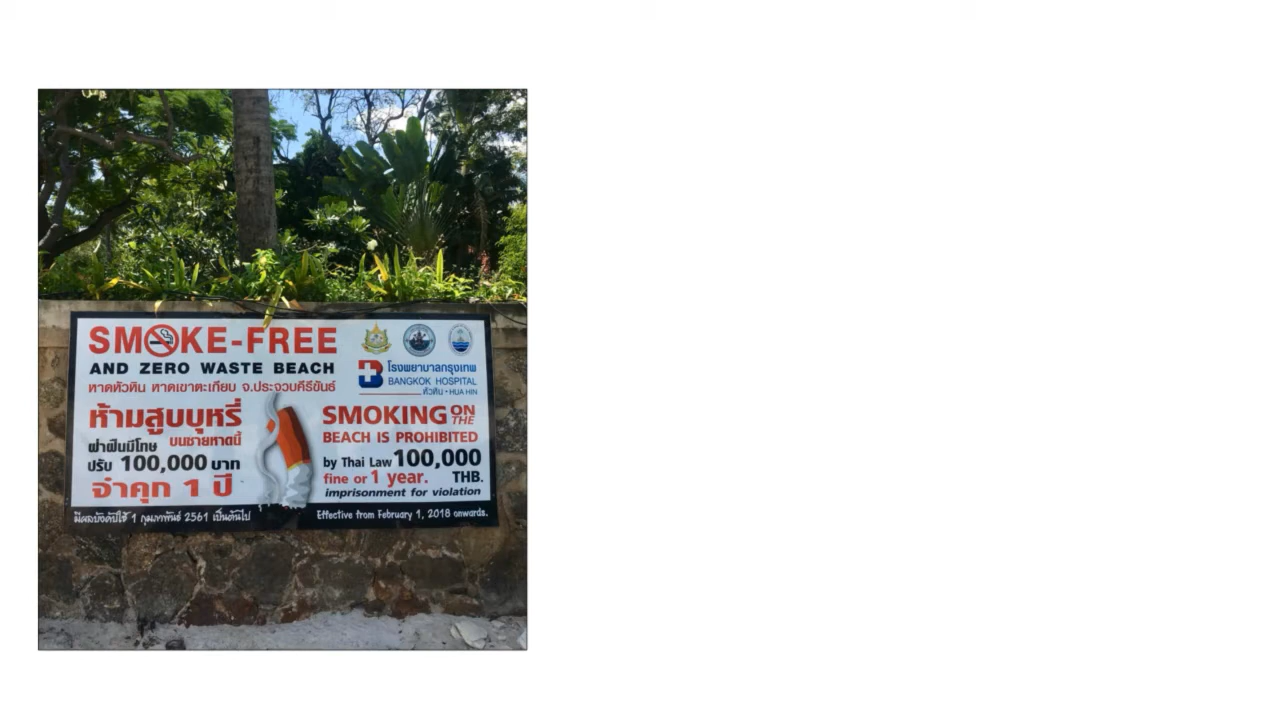 SMOKE-FREE
AND ZERO WASTE BEACH
หาดหัวหิน หาดเขาตะเกียบ จ.ประจวบคีรีขันธ์
โรงพยาบาลกรุงเทพ
BANGKOK HOSPITAL
หัวหิน • HUA HIN
ห้ามสูบบุหรี่
บนชายหาดนี้
ฝ่าฝืนมีโทษ
ปรับ 100,000 บาท
จำคุก 1 ปี
SMOKING ON THE
BEACH IS PROHIBITED
by Thai Law 100,000
fine or 1 year. THB.
imprisonment for violation
มีผลบังคับใช้ 1 กุมภาพันธ์ 2561 เป็นต้นไป
Effective from February 1, 2018 onwards.